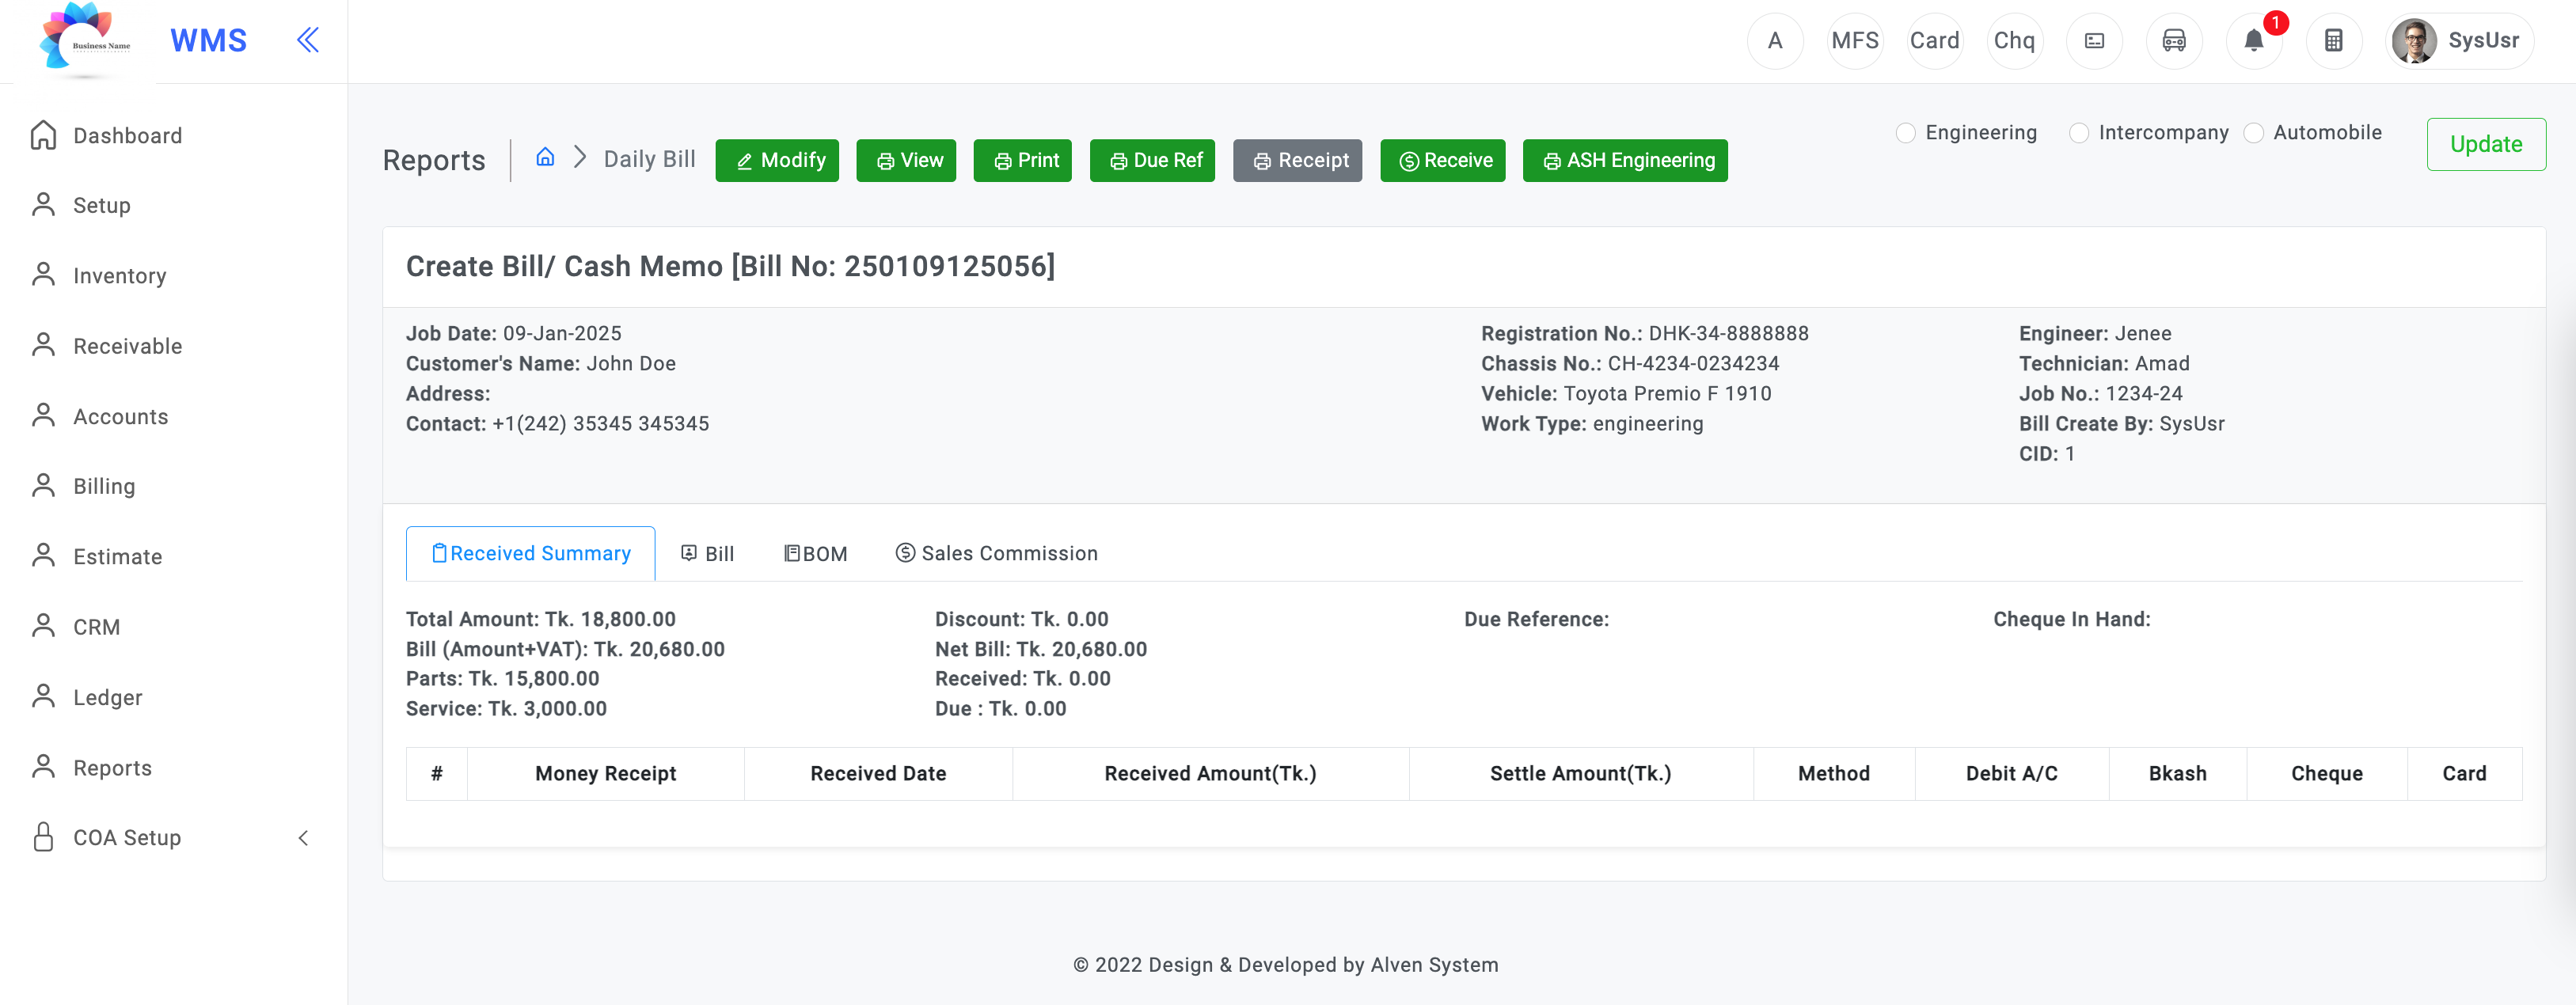 Business Name
WMS
A
MFS
Card
Chq
1
SysUsr
Dashboard
Setup
Inventory
Receivable
Accounts
Billing
Estimate
CRM
Ledger
Reports
COA Setup
Reports
Daily Bill
Modify
View
Print
Due Ref
Receipt
Receive
ASH Engineering
Engineering
Intercompany
Automobile
Update
Create Bill/ Cash Memo [Bill No: 250109125056]
Job Date: 09-Jan-2025
Customer's Name: John Doe
Address:
Contact: +1(242) 35345 345345
Registration No.: DHK-34-8888888
Chassis No.: CH-4234-0234234
Vehicle: Toyota Premio F 1910
Work Type: engineering
Engineer: Jenee
Technician: Amad
Job No.: 1234-24
Bill Create By: SysUsr
CID: 1
Received Summary
Bill
BOM
Sales Commission
Total Amount: Tk. 18,800.00
Bill (Amount+VAT): Tk. 20,680.00
Parts: Tk. 15,800.00
Service: Tk. 3,000.00
Discount: Tk. 0.00
Net Bill: Tk. 20,680.00
Received: Tk. 0.00
Due : Tk. 0.00
Due Reference:
Cheque In Hand:
# Money Receipt Received Date Received Amount(Tk.) Settle Amount(Tk.) Method Debit A/C Bkash Cheque Card
© 2022 Design & Developed by Alven System